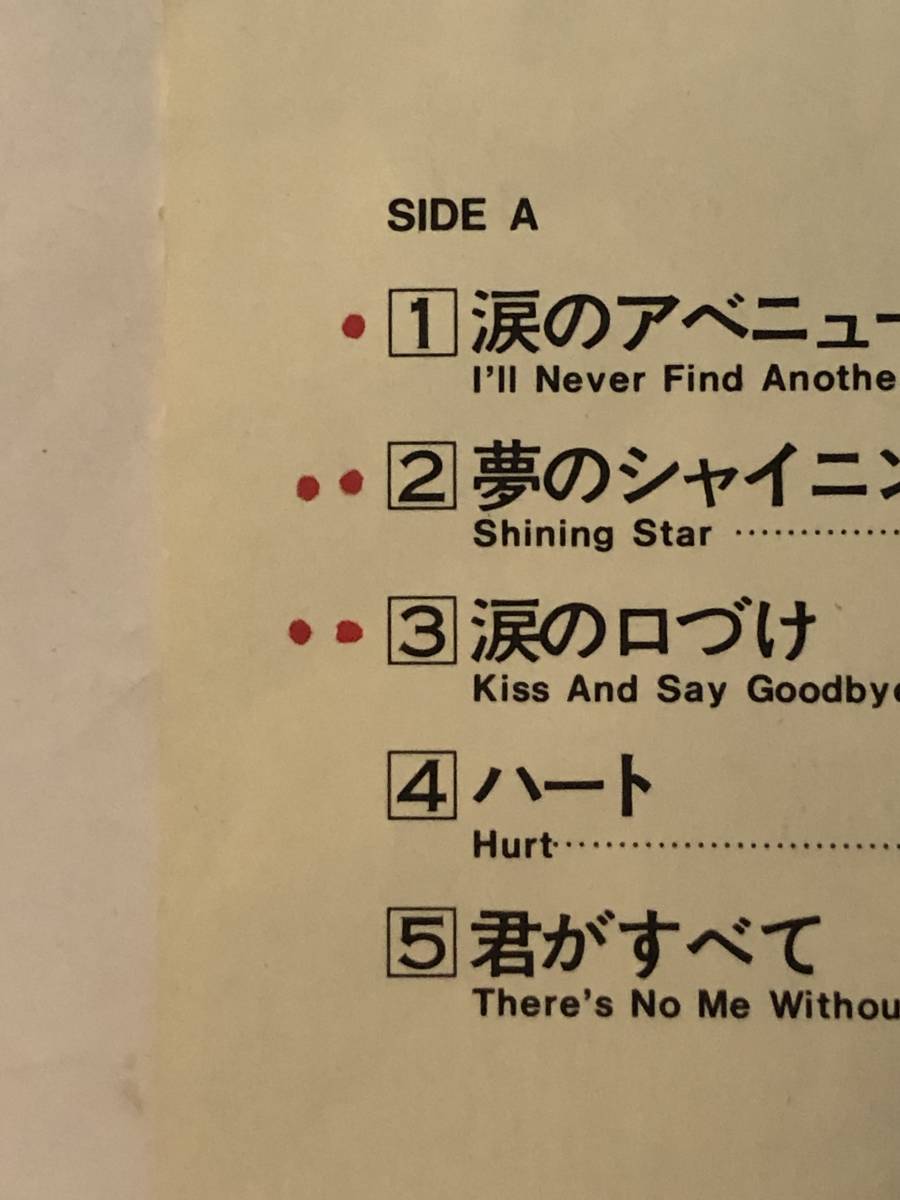 SIDE A
1 涙のアベニュー
I'll Never Find Anothe
2 夢のシャイニン
Shining Star
3 涙の口づけ
Kiss And Say Goodbye
4 ハート
Hurt
5 君がすべて
There's No Me Withou